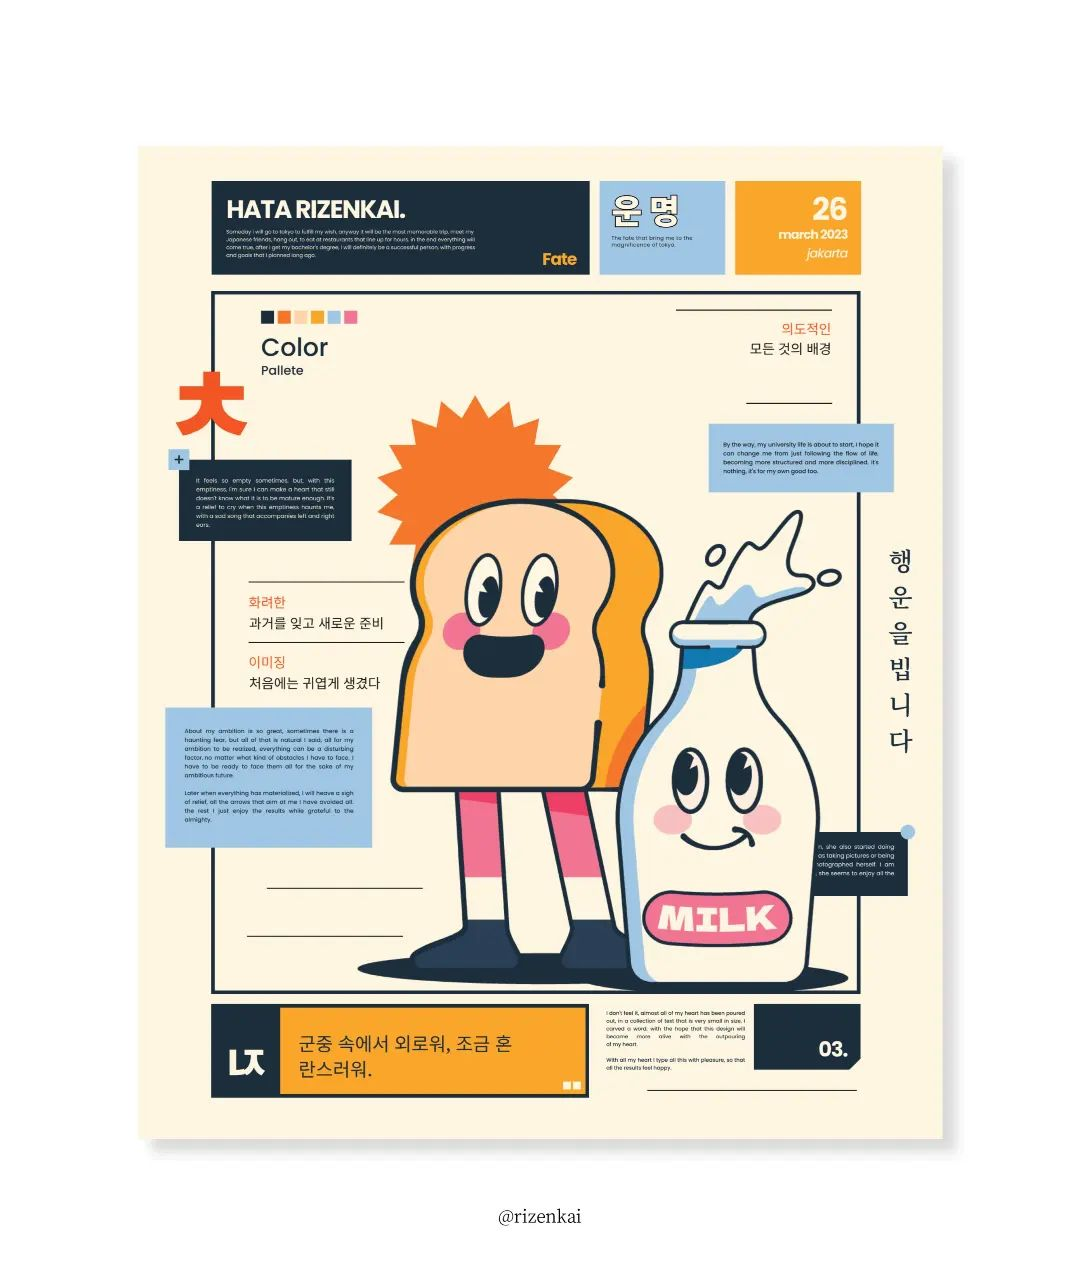 HATA RIZENKAI.
Someday i will go to tokyo to fulfill my wish, anyway it will be the most memorable trip, meet my
Japanese friends, hang out, to eat at restaurants that line up for hours, in the end everything will
come true, after i get my bachelor's degree, i will definitely be a successful person, with progress
and goals that I planned long ago.
Fate
운명
The fate that bring me to the
magnificence of tokyo.
26
march 2023
jakarta
Color
Pallete
의도적인
모든 것의 배경
By the way, my university life is about to start, I hope it
can change me from just following the flow of life,
becoming more structured and more disciplined, it's
nothing, it's for my own good too.
ㅊ
+
It feels so empty sometimes, but, with this
emptiness, I'm sure I can make a heart that still
doesn't know what it is to be mature enough. It's
a relief to cry when this emptiness haunts me,
with a sad song that accompanies left and right
ears.
화려한
과거를 잊고 새로운 준비
이미징
처음에는 귀엽게 생겼다
행
운
을
빕
니
다
About my ambition is so great, sometimes there is a
haunting fear, but all of that is natural I said, all for my
ambition to be realized, everything can be a disturbing
factor, no matter what kind of obstacles I have to face, I
have to be ready to face them all for the sake of my
ambitious future.
Later when everything has materialized, I will heave a sigh
of relief, all the arrows that aim at me I have avoided all.
the rest I just enjoy the results while grateful to the
almighty.
n, she also started doing
as taking pictures or being
hotographed herself. I am
, she seems to enjoy all the
MILK
군중 속에서 외로워, 조금 혼
란스러워.
I don't feel it, almost all of my heart has been poured
out, in a collection of text that is very small in size, I
carved a word, with the hope that this design will
become more alive with the outpouring
of my heart.
With all my heart I type all this with pleasure, so that
all the results feel happy.
03.
@rizenkai